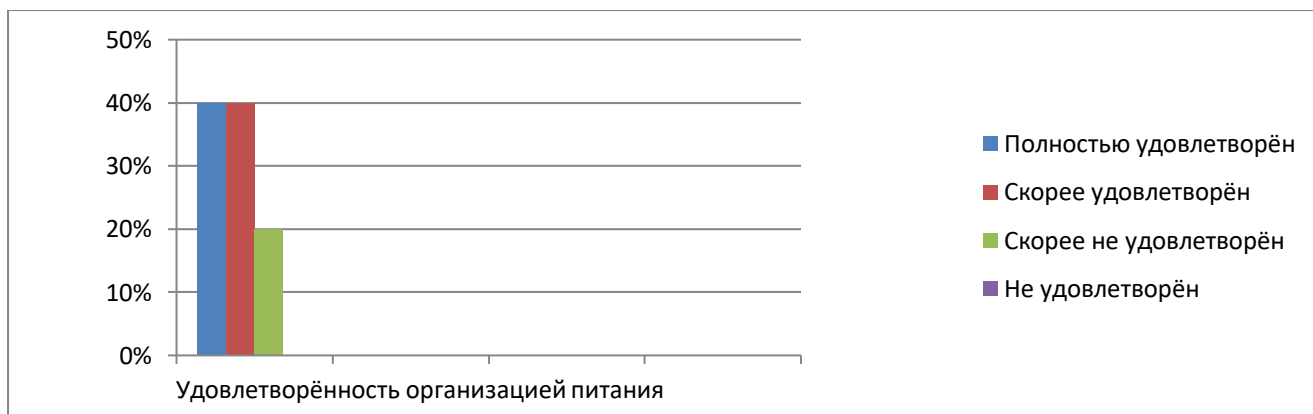 50%
40%
30%
20%
10%
0%
Удовлетворённость организацией питания
Полностью удовлетворён
Скорее удовлетворён
Скорее не удовлетворён
Не удовлетворён